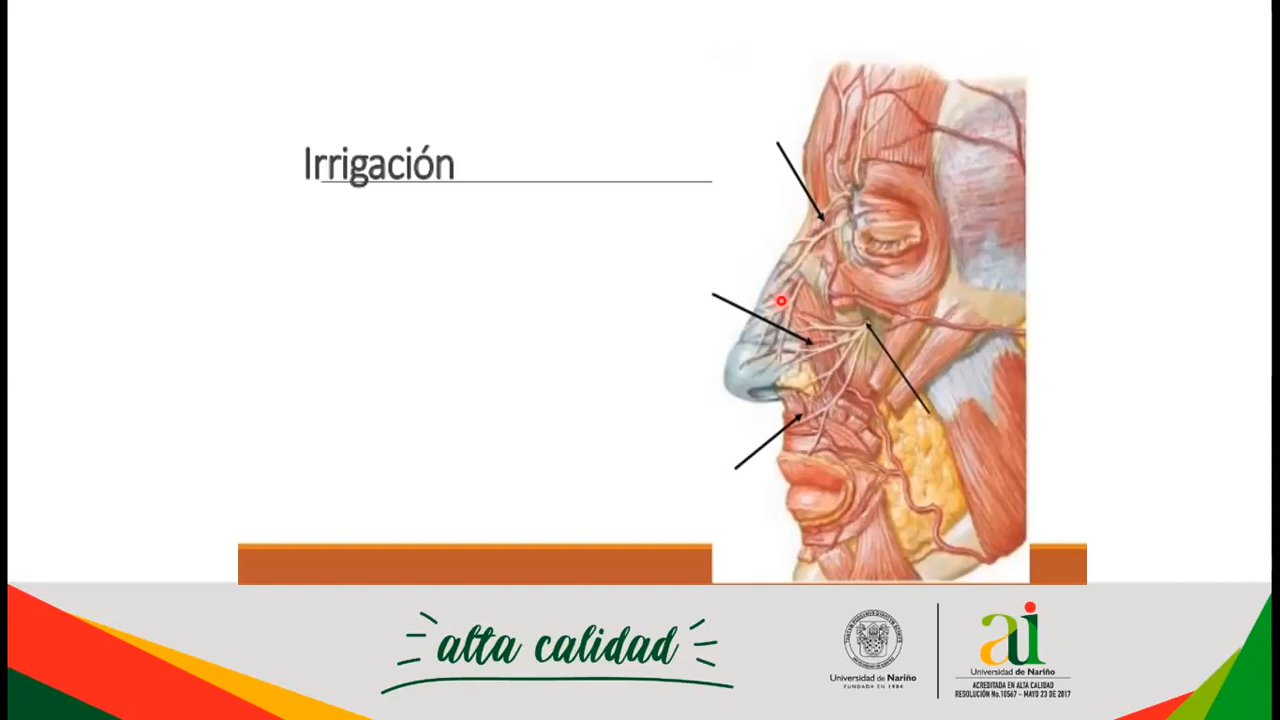 Irrigación
alta calidad
Universidad de Nariño
FUNDADA EN 1904
ai
Universidad de Nariño
ACREDITADA EN ALTA CALIDAD
RESOLUCIÓN No.10567 - MAYO 23 DE 2017